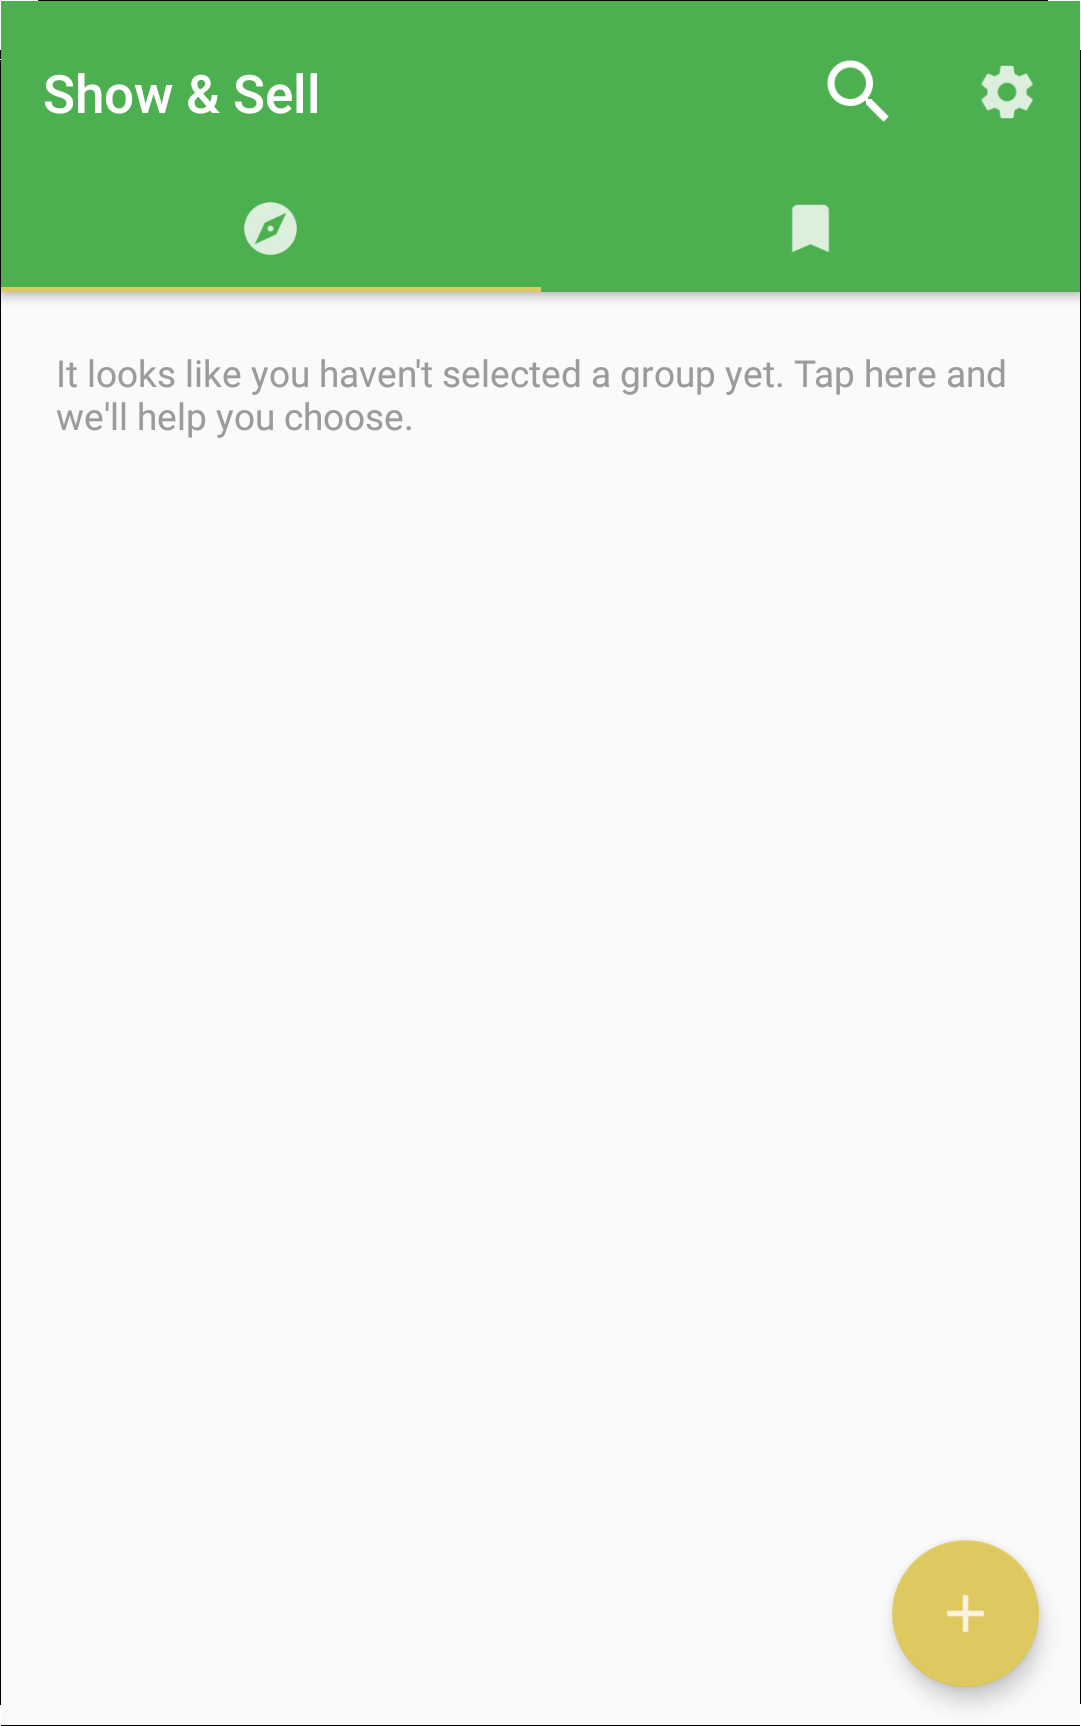 Show & Sell
It looks like you haven't selected a group yet. Tap here and
we'll help you choose.